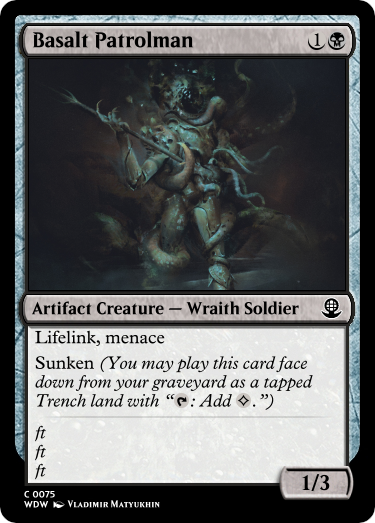 Basalt Patrolman 1
Artifact Creature — Wraith Soldier
Lifelink, menace
Sunken (You may play this card face
down from your graveyard as a tapped
Trench land with “: Add .”)
ft
ft
ft
1/3
C 0075
WDW Vladimir Matyukhin